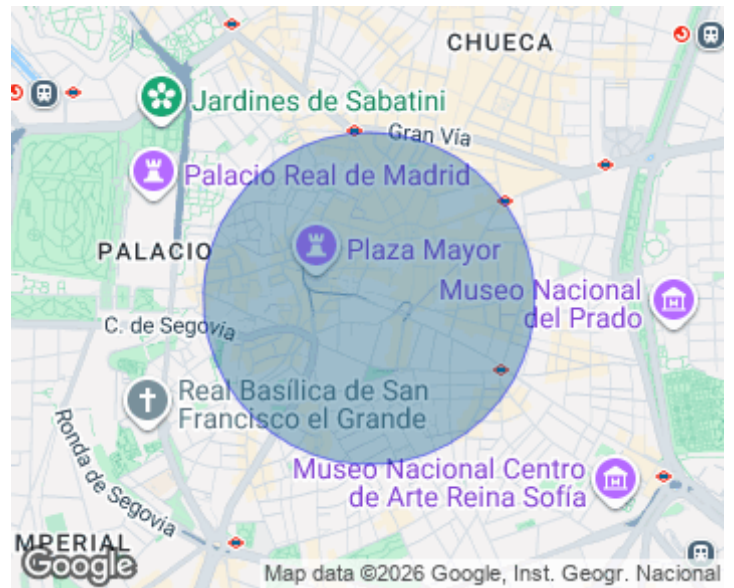 CHUECA
Jardines de Sabatini
Gran Vía
Palacio Real de Madrid
PALACIO
Plaza Mayor
Museo Nacional
del Prado
C. de Segovia
Real Basílica de San
Francisco el Grande
Ronda de Segovia
Museo Nacional Centro
de Arte Reina Sofía
MPERIAL
Google
Map data ©2026 Google, Inst. Geogr. Nacional